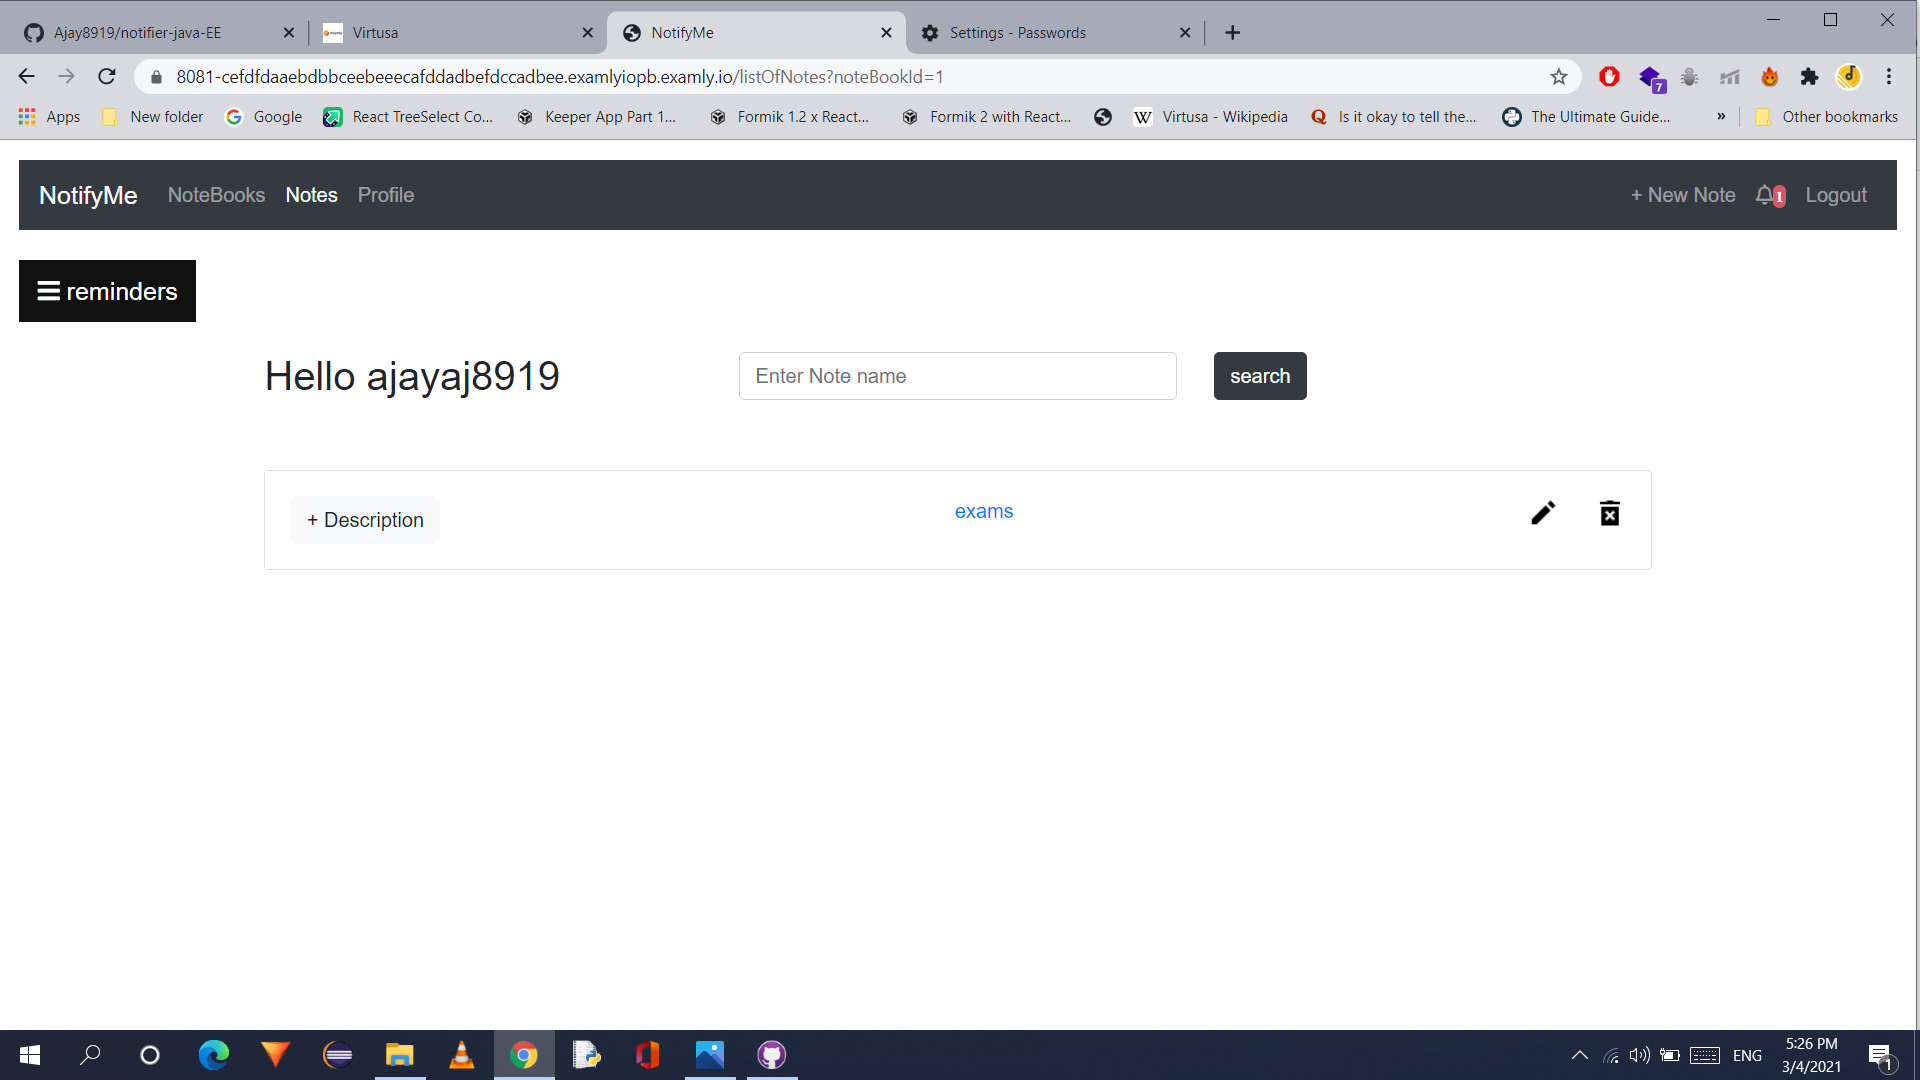 Ajay8919/notifier-java-EE
Virtusa
NotifyMe
Settings - Passwords
8081-cefdfdaaebdbbceebeeecafddadbefdccadbee.examlyiopb.examly.io/listOfNotes?noteBookId=1
7
Apps
New folder
Google
React TreeSelect Co...
Keeper App Part 1...
Formik 1.2 x React...
Formik 2 with React...
W Virtusa - Wikipedia
Is it okay to tell the...
The Ultimate Guide...
»
Other bookmarks
NotifyMe NoteBooks Notes Profile + New Note 1 Logout
reminders
Hello ajayaj8919
Enter Note name
search
+ Description
exams
ENG
5:26 PM
3/4/2021
1